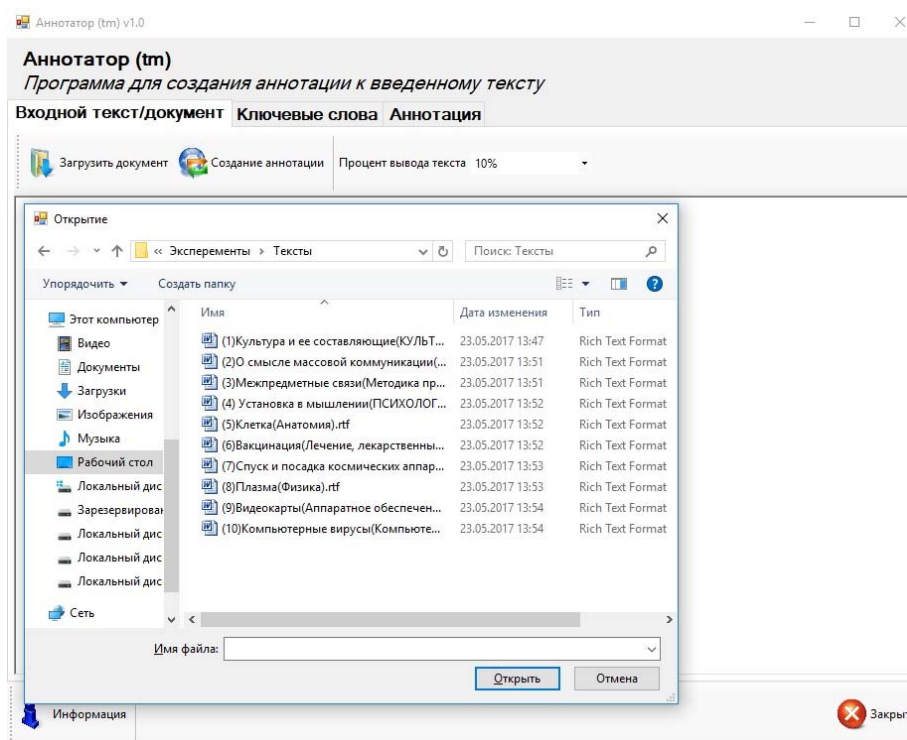 Аннотатор (tm) v1.0
Аннотатор (tm)
Программа для создания аннотации к введенному тексту
Входной текст/документ Ключевые слова Аннотация
Загрузить документ Создание аннотации Процент вывода текста 10%
Открытие
« Эксперементы > Тексты Поиск: Тексты
Упорядочить Создать папку
Имя Дата изменения Тип
Этот компьютер
Видео
Документы
Загрузки
Изображения
Музыка
Рабочий стол
Локальный дис
Зарезервирован
Локальный дис
Локальный дис
Локальный дис
Сеть
(1)Культура и ее составляющие(КУЛЬТ... 23.05.2017 13:47 Rich Text Format
(2)О смысле массовой коммуникации(... 23.05.2017 13:51 Rich Text Format
(3)Межпредметные связи(Методика пр... 23.05.2017 13:51 Rich Text Format
(4) Установка в мышлении(ПСИХОЛОГ... 23.05.2017 13:52 Rich Text Format
(5)Клетка(Анатомия).rtf 23.05.2017 13:52 Rich Text Format
(6)Вакцинация(Лечение, лекарственны... 23.05.2017 13:52 Rich Text Format
(7)Спуск и посадка космических аппар... 23.05.2017 13:53 Rich Text Format
(8)Плазма(Физика).rtf 23.05.2017 13:53 Rich Text Format
(9)Видеокарты(Аппаратное обеспечен... 23.05.2017 13:54 Rich Text Format
(10)Компьютерные вирусы(Компьюте... 23.05.2017 13:54 Rich Text Format
Имя файла:
Открыть Отмена
Информация Закрыт